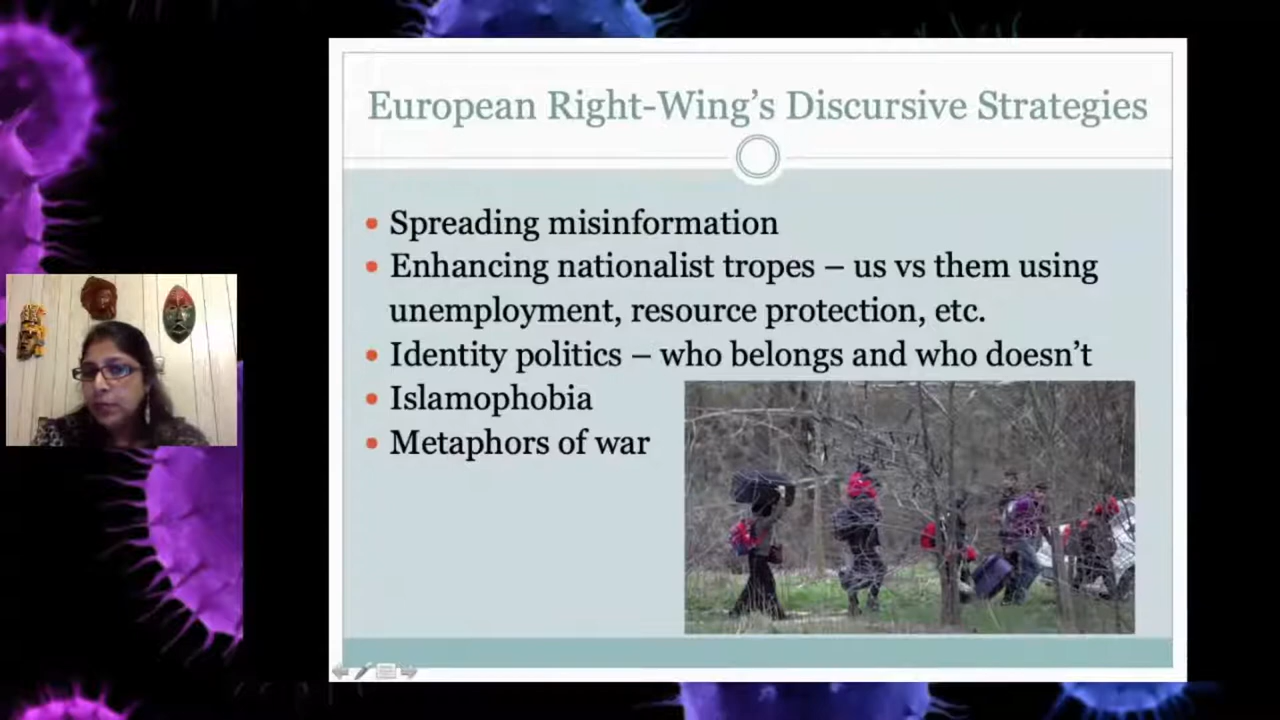 European Right-Wing’s Discursive Strategies
• Spreading misinformation
• Enhancing nationalist tropes – us vs them using
unemployment, resource protection, etc.
• Identity politics – who belongs and who doesn’t
• Islamophobia
• Metaphors of war